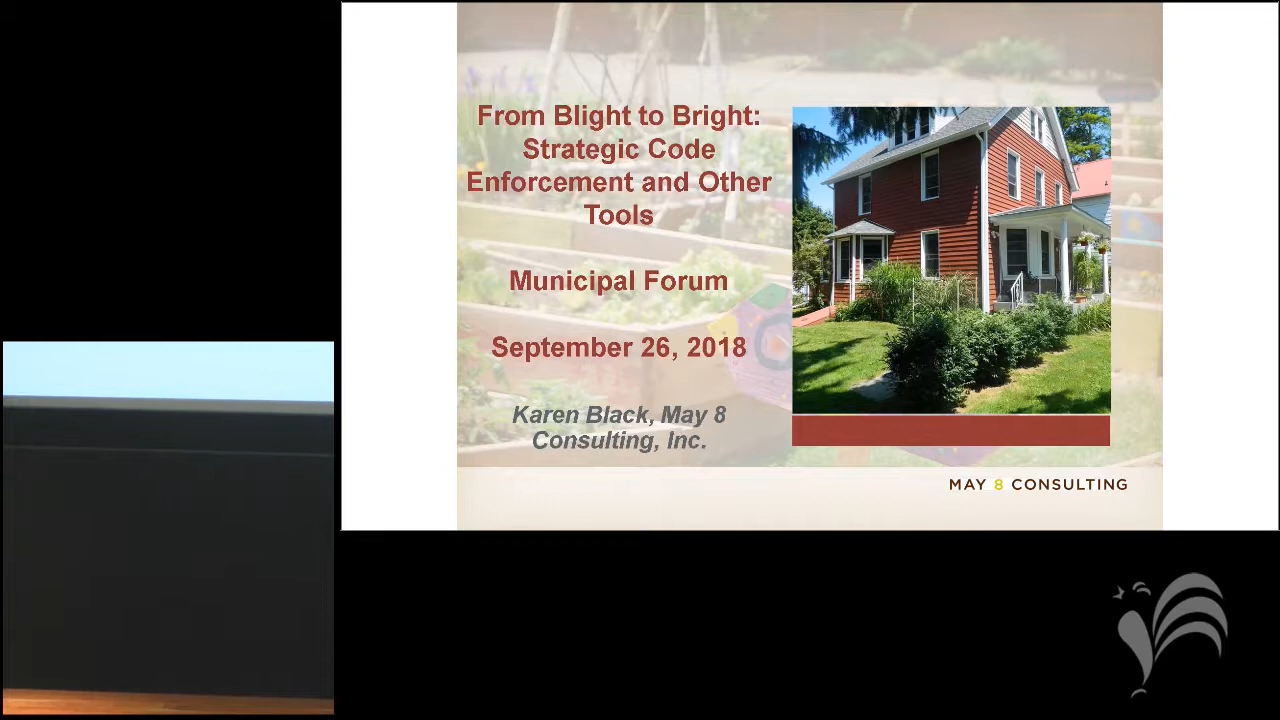 From Blight to Bright:
Strategic Code
Enforcement and Other
Tools
Municipal Forum
September 26, 2018
Karen Black, May 8
Consulting, Inc.
MAY 8 CONSULTING